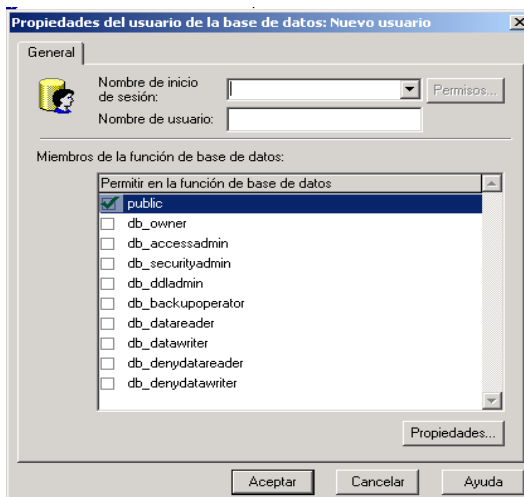 Propiedades del usuario de la base de datos: Nuevo usuario
General
Nombre de inicio
de sesión:
Permisos...
Nombre de usuario:
Miembros de la función de base de datos:
Permitir en la función de base de datos
public
db_owner
db_accessadmin
db_securityadmin
db_ddladmin
db_backupoperator
db_datareader
db_datawriter
db_denydatareader
db_denydatawriter
Propiedades...
Aceptar Cancelar Ayuda